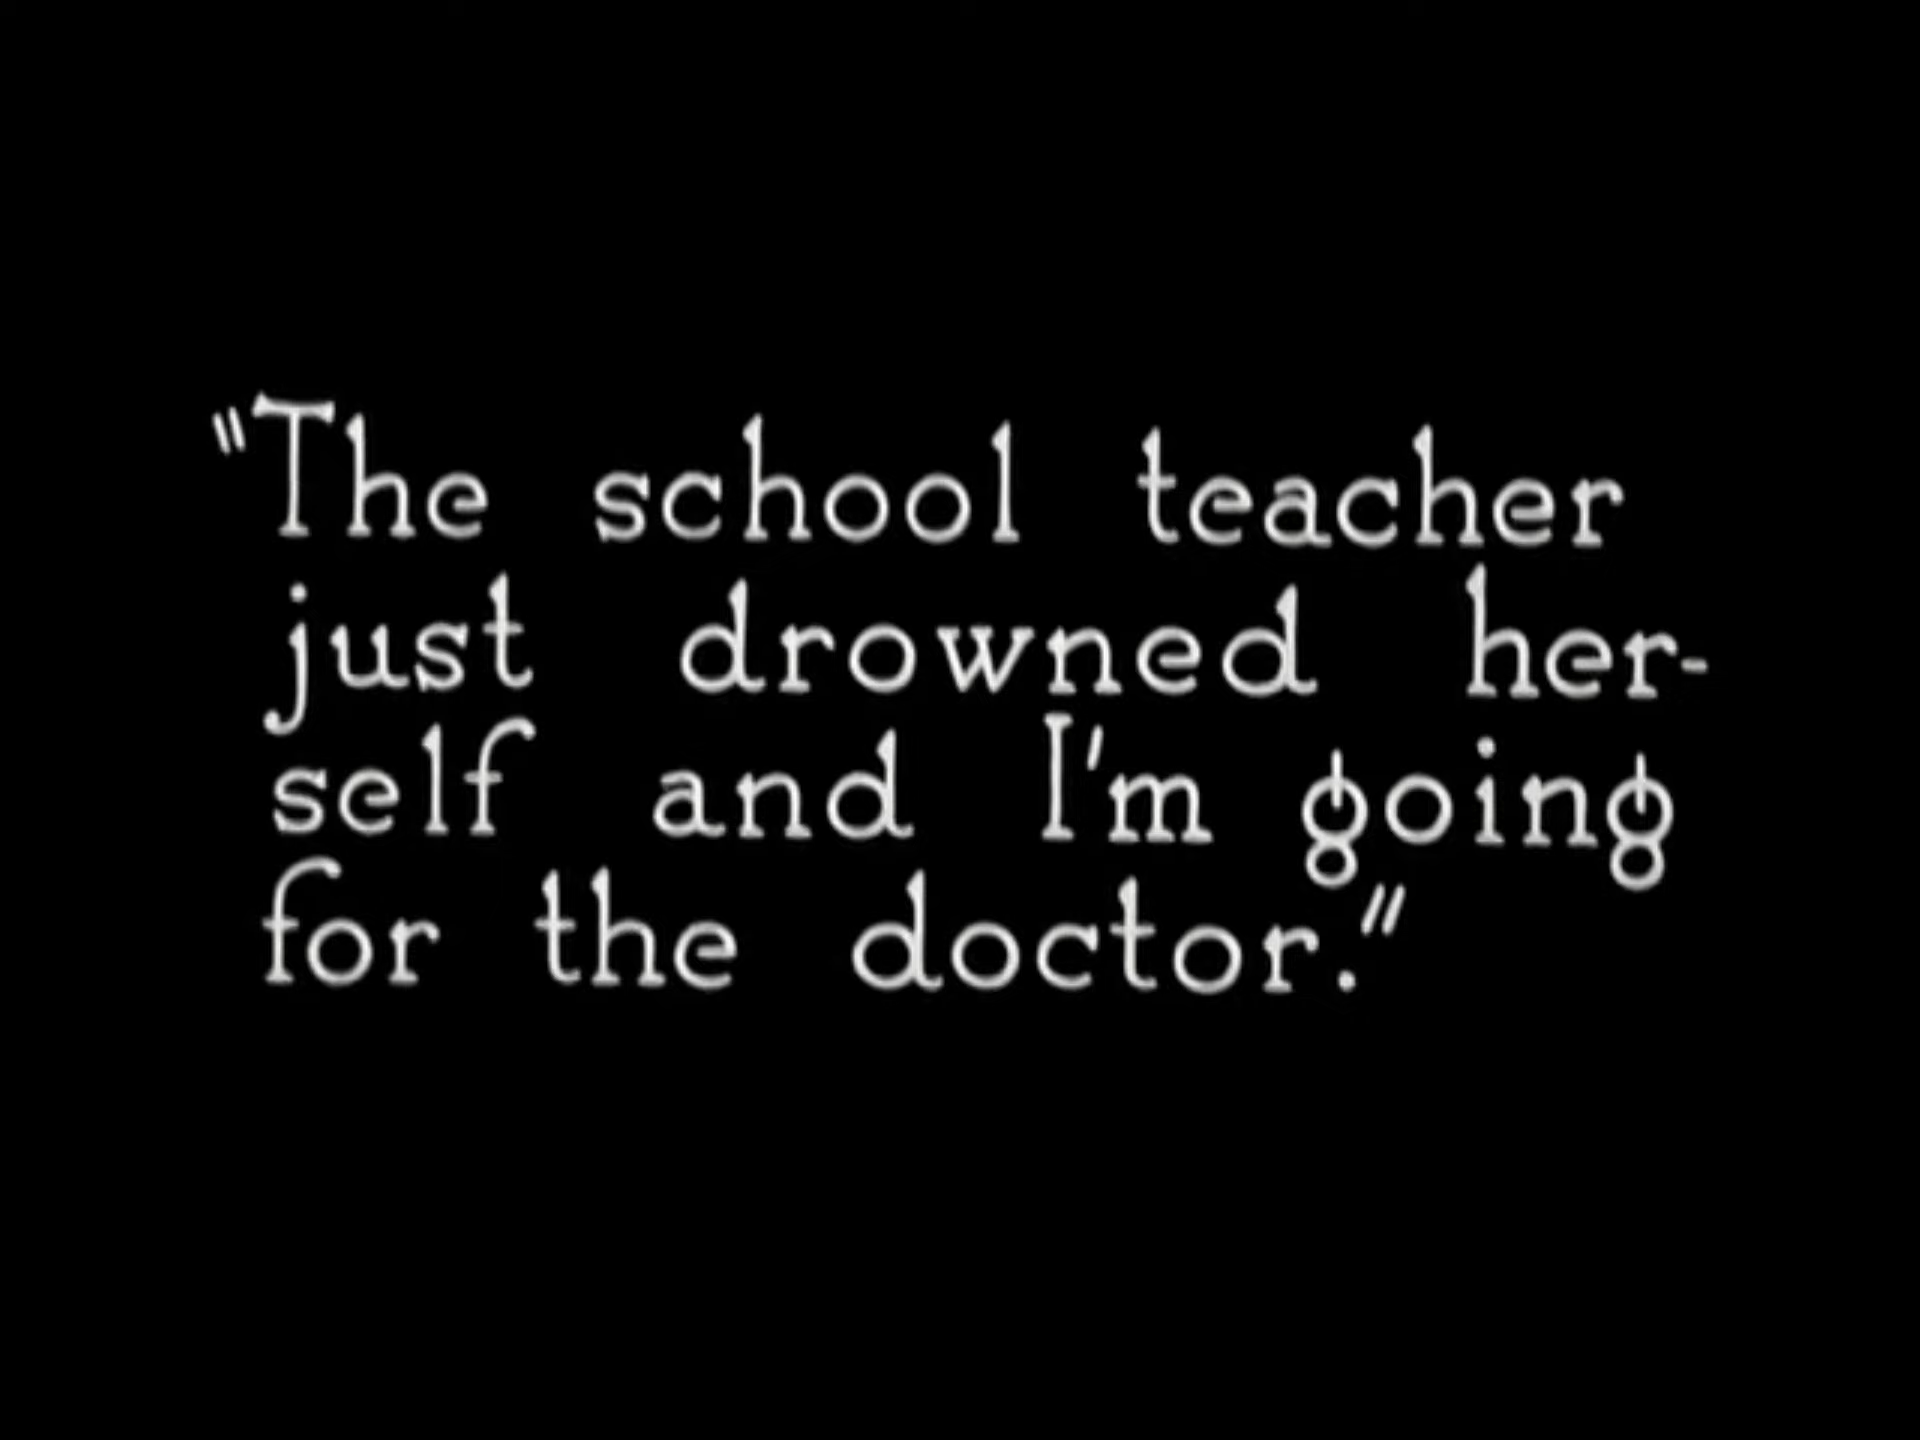 "The school teacher
just drowned her-
self and I'm going
for the doctor."